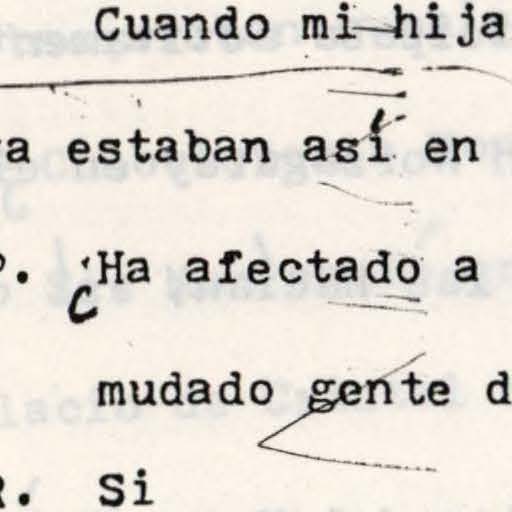 Cuando mi hija
a estaban así en
P. ¿Ha afectado a
mudado gente d
R. Si